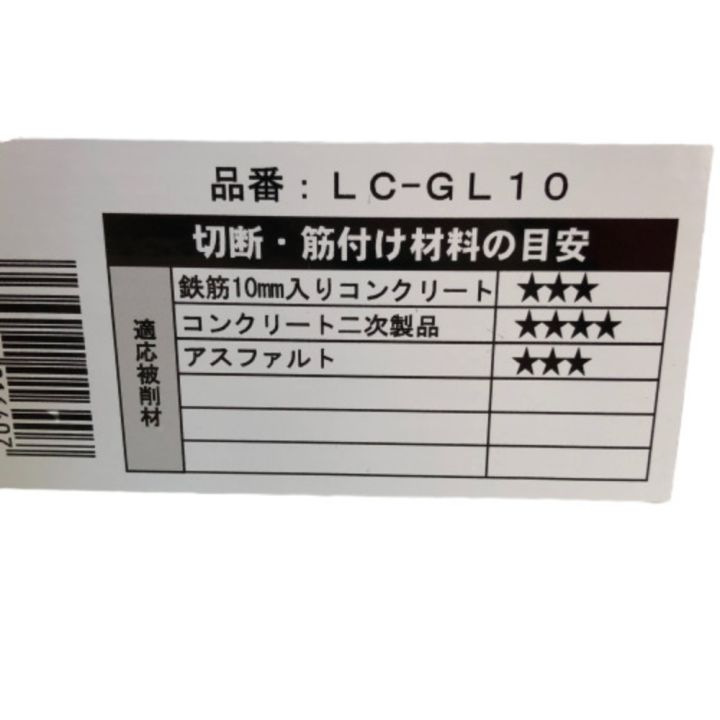 品番：ＬＣ-ＧＬ１０
切断・筋付け材料の目安
適応被削材
鉄筋10mm入りコンクリート ★★★
コンクリート二次製品 ★★★★
アスファルト ★★★